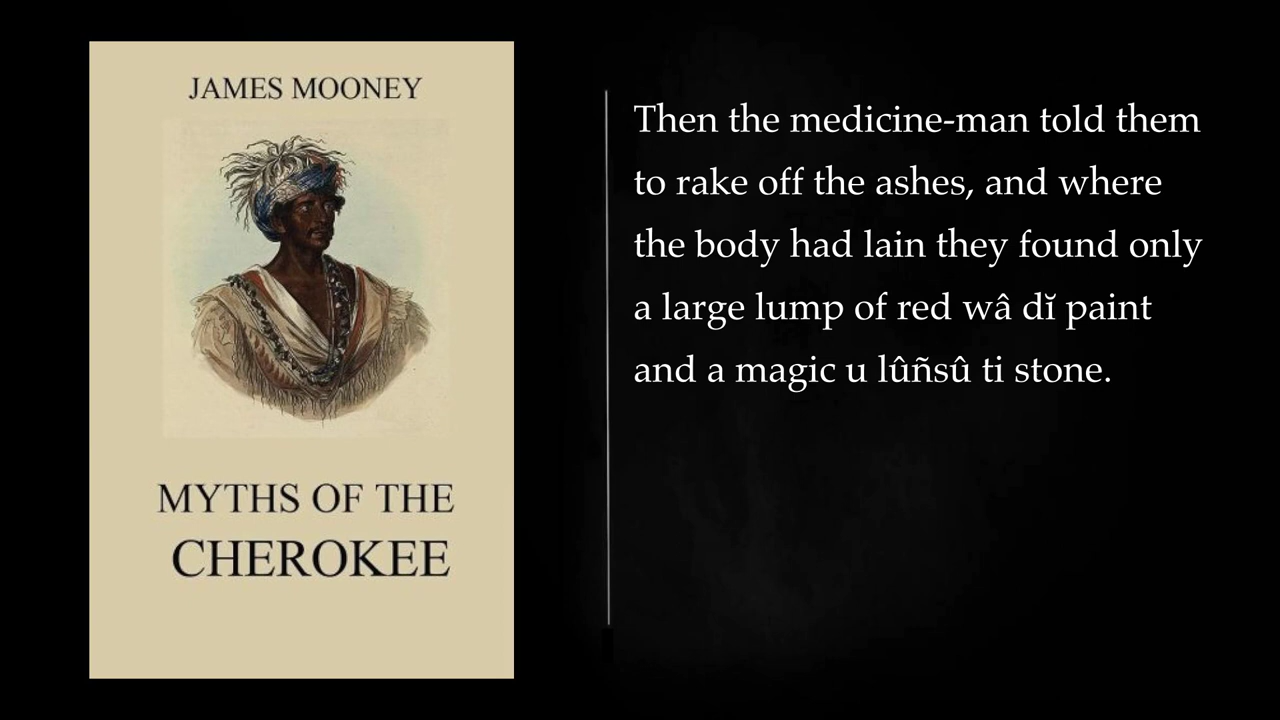 JAMES MOONEY
MYTHS OF THE
CHEROKEE
Then the medicine-man told them
to rake off the ashes, and where
the body had lain they found only
a large lump of red wâ dĭ paint
and a magic u lûñsû ti stone.